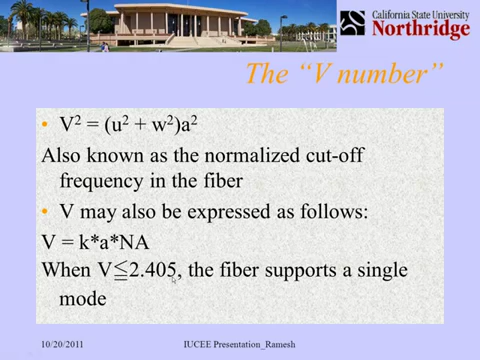 California State University
Northridge
The “V number”
• V² = (u² + w²)a²
Also known as the normalized cut-off
frequency in the fiber
• V may also be expressed as follows:
V = k*a*NA
When V≦2.405, the fiber supports a single
mode
10/20/2011 IUCEE Presentation_Ramesh